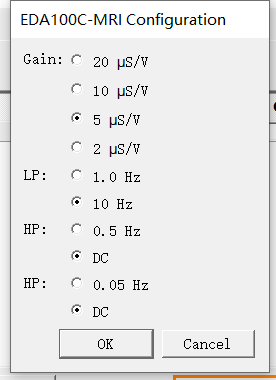 EDA100C-MRI Configuration
Gain: 20 µS/V
10 µS/V
5 µS/V
2 µS/V
LP: 1.0 Hz
10 Hz
HP: 0.5 Hz
DC
HP: 0.05 Hz
DC
OK Cancel